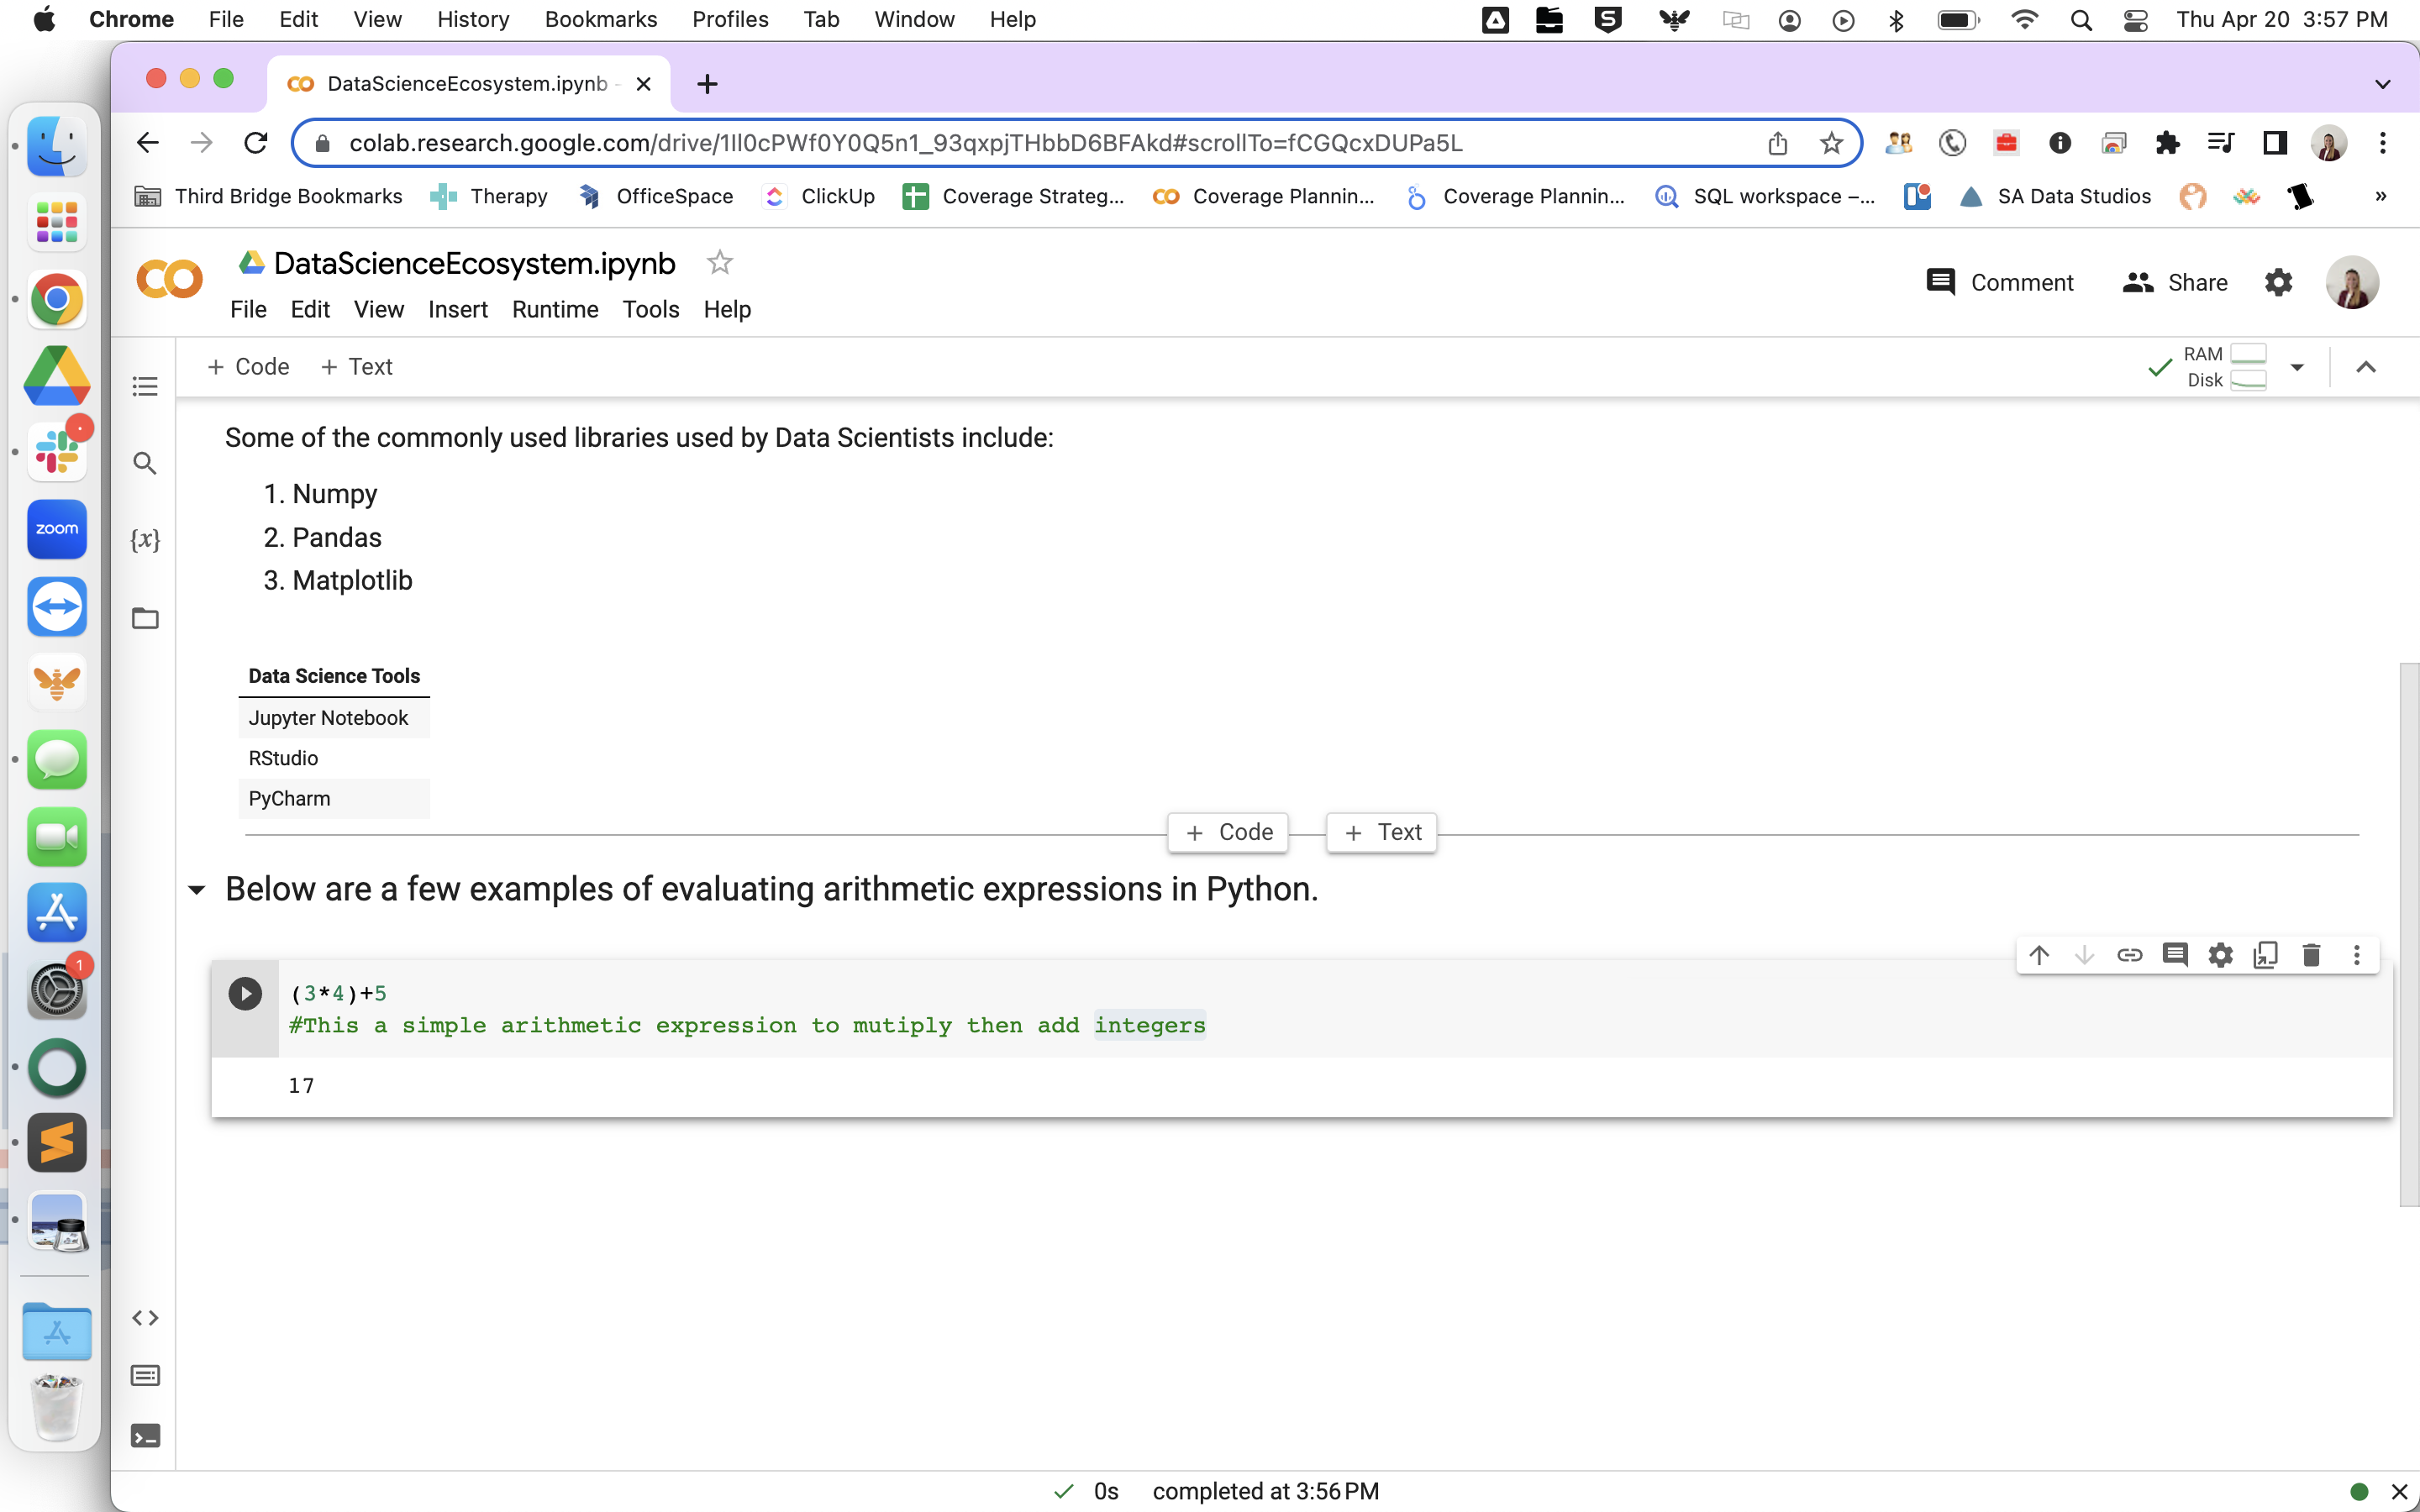 Chrome File Edit View History Bookmarks Profiles Tab Window Help Thu Apr 20 3:57 PM
DataScienceEcosystem.ipynb -
colab.research.google.com/drive/1Il0cPWf0Y0Q5n1_93qxpjTHbbD6BFAkd#scrollTo=fCGQcxDUPa5L
Third Bridge Bookmarks Therapy OfficeSpace ClickUp Coverage Strateg... Coverage Plannin... Coverage Plannin... SQL workspace –... SA Data Studios »
DataScienceEcosystem.ipynb
File Edit View Insert Runtime Tools Help
Comment Share
+ Code + Text
RAM
Disk
Some of the commonly used libraries used by Data Scientists include:
1. Numpy
2. Pandas
3. Matplotlib
{x}
Data Science Tools
Jupyter Notebook
RStudio
PyCharm
+ Code + Text
Below are a few examples of evaluating arithmetic expressions in Python.
(3*4)+5
#This a simple arithmetic expression to mutiply then add integers
17
0s completed at 3:56 PM
zoom
1